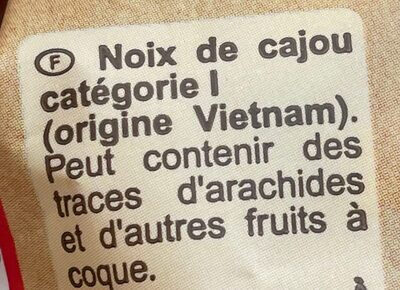 F Noix de cajou
catégorie I
(origine Vietnam).
Peut contenir des
traces d'arachides
et d'autres fruits à
coque.